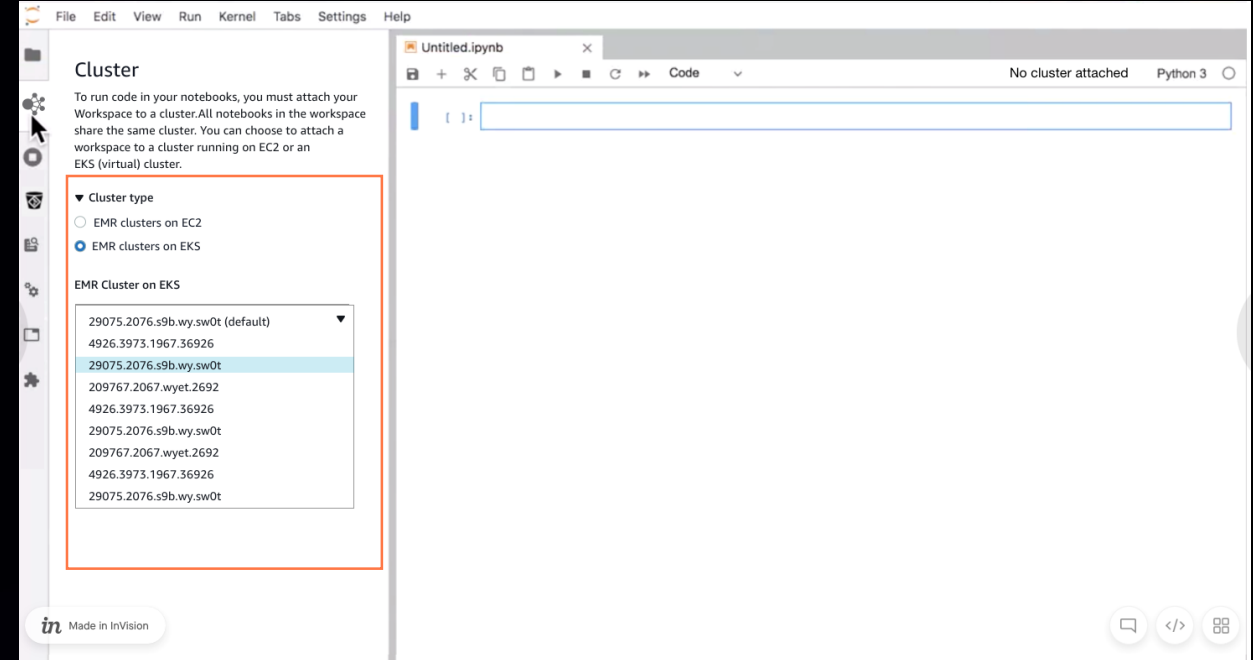 File Edit View Run Kernel Tabs Settings Help
Cluster
To run code in your notebooks, you must attach your
Workspace to a cluster.All notebooks in the workspace
share the same cluster. You can choose to attach a
workspace to a cluster running on EC2 or an
EKS (virtual) cluster.
Cluster type
EMR clusters on EC2
EMR clusters on EKS
EMR Cluster on EKS
29075.2076.s9b.wy.sw0t (default)
4926.3973.1967.36926
29075.2076.s9b.wy.sw0t
209767.2067.wyet.2692
4926.3973.1967.36926
29075.2076.s9b.wy.sw0t
209767.2067.wyet.2692
4926.3973.1967.36926
29075.2076.s9b.wy.sw0t
in Made in InVision
Untitled.ipynb
Code
No cluster attached
Python 3
[ ]: